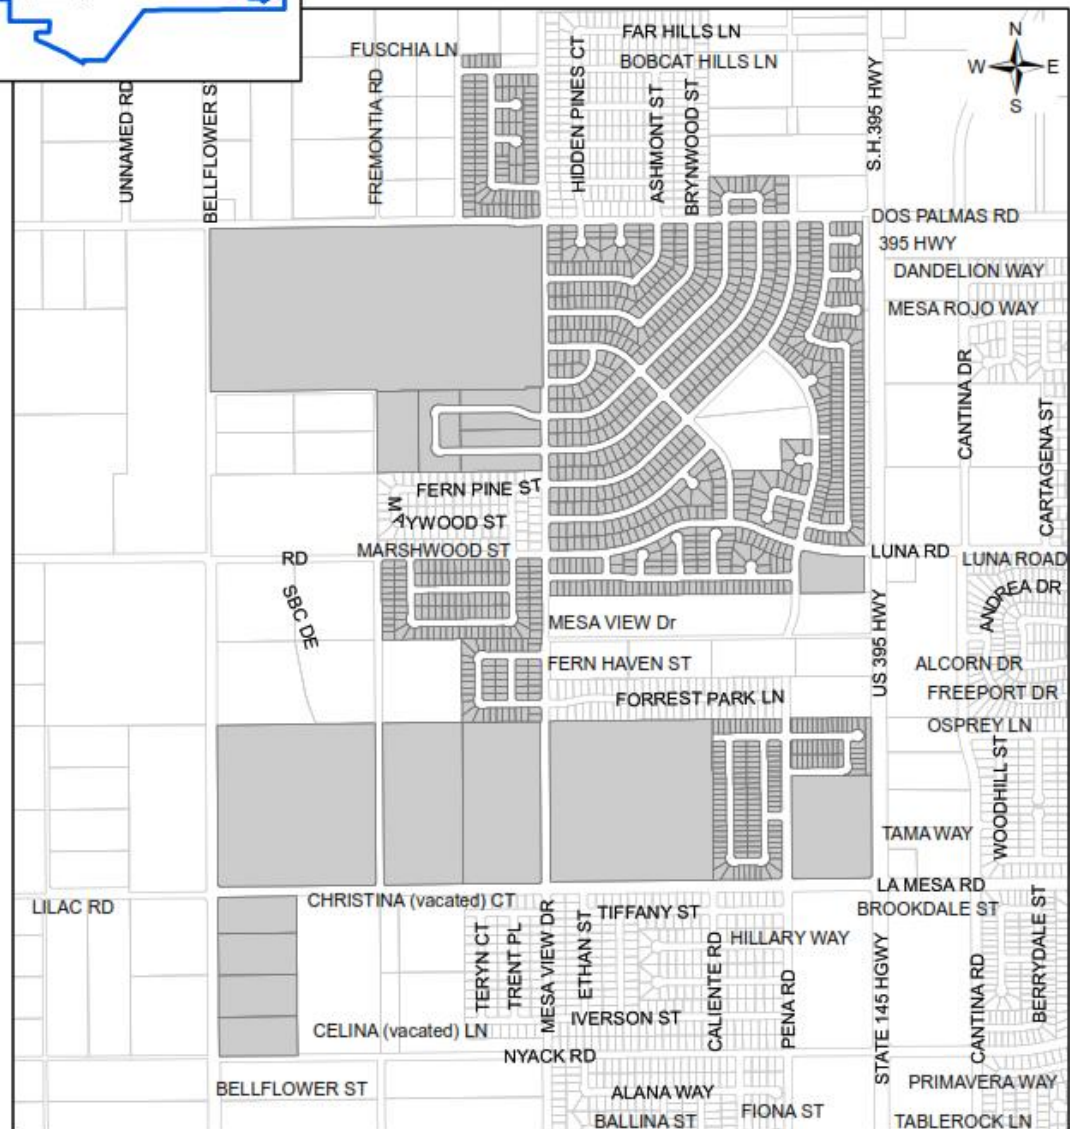 FAR HILLS LN
FUSCHIA LN
BOBCAT HILLS LN
N
W E
S
UNNAMED RD
BELLFLOWER S
FREMONTIA RD
HIDDEN PINES CT
ASHMONT ST
BRYNWOOD ST
S.H.395 HWY
DOS PALMAS RD
395 HWY
DANDELION WAY
MESA ROJO WAY
CANTINA DR
CARTAGENA ST
FERN PINE ST
MAYWOOD ST
MARSHWOOD ST
RD
LUNA RD
LUNA ROAD
SBC DE
ANDREA DR
MESA VIEW Dr
US 395 HWY
FERN HAVEN ST
ALCORN DR
FORREST PARK LN
FREEPORT DR
OSPREY LN
WOODHILL ST
TAMA WAY
LA MESA RD
LILAC RD
CHRISTINA (vacated) CT
TIFFANY ST
BROOKDALE ST
TERYN CT
TRENT PL
MESA VIEW DR
ETHAN ST
HILLARY WAY
CALIENTE RD
PENA RD
STATE 145 HGWY
CANTINA RD
BERRYDALE ST
CELINA (vacated) LN
IVERSON ST
NYACK RD
BELLFLOWER ST
ALANA WAY
PRIMAVERA WAY
BALLINA ST
FIONA ST
TABLEROCK LN